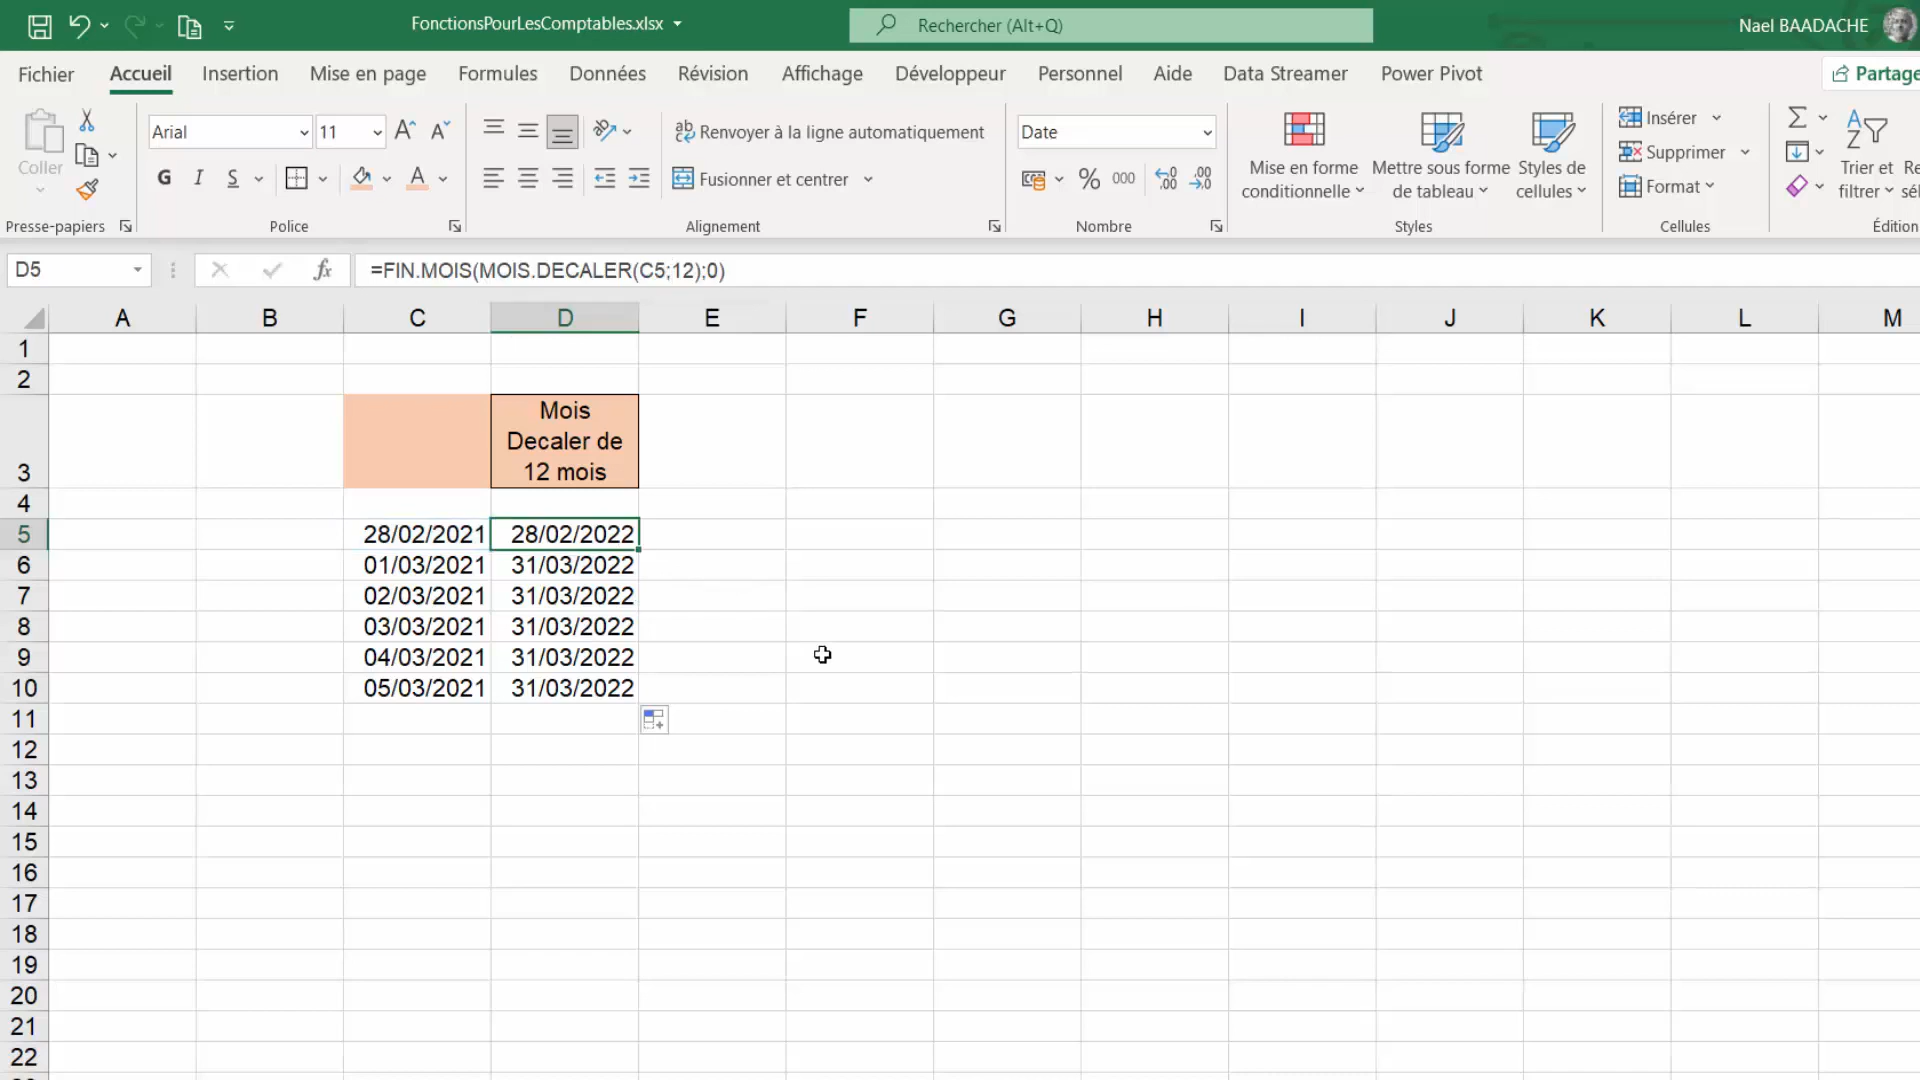 FonctionsPourLesComptables.xlsx
Rechercher (Alt+Q)
Nael BAADACHE
Fichier Accueil Insertion Mise en page Formules Données Révision Affichage Développeur Personnel Aide Data Streamer Power Pivot Partage
Coller
Arial 11
G I S
Renvoyer à la ligne automatiquement
Fusionner et centrer
Date
% 000
Mise en forme
conditionnelle
Mettre sous forme
de tableau
Styles de
cellules
Insérer
Supprimer
Format
Trier et
filtrer
Re
sél
Presse-papiers Police Alignement Nombre Styles Cellules Édition
D5 fx =FIN.MOIS(MOIS.DECALER(C5;12);0)
A B C D E F G H I J K L M
1
2
3
Mois
Decaler de
12 mois
4
5 28/02/2021 28/02/2022
6 01/03/2021 31/03/2022
7 02/03/2021 31/03/2022
8 03/03/2021 31/03/2022
9 04/03/2021 31/03/2022
10 05/03/2021 31/03/2022
11
12
13
14
15
16
17
18
19
20
21
22